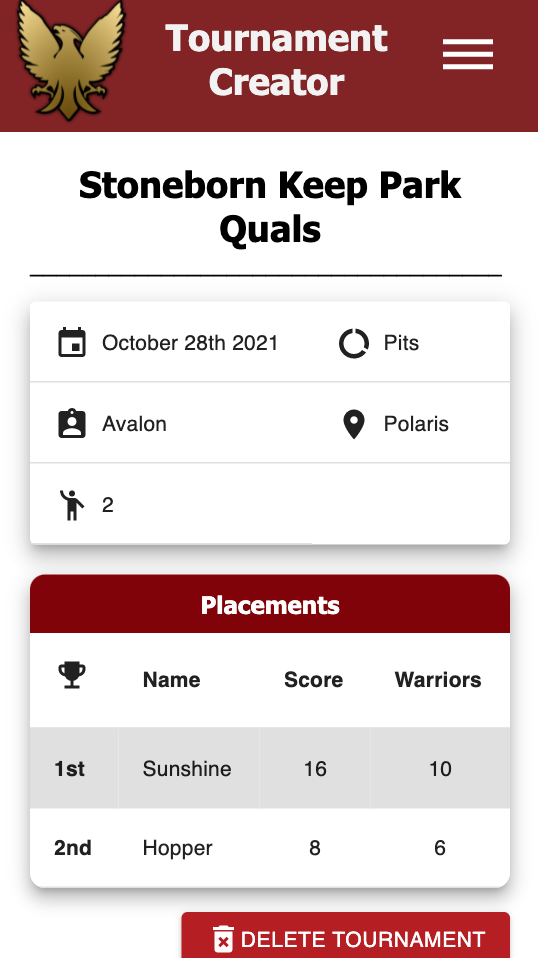 Tournament
Creator
Stoneborn Keep Park
Quals
October 28th 2021 Pits
Avalon Polaris
2
Placements
Name Score Warriors
1st Sunshine 16 10
2nd Hopper 8 6
DELETE TOURNAMENT